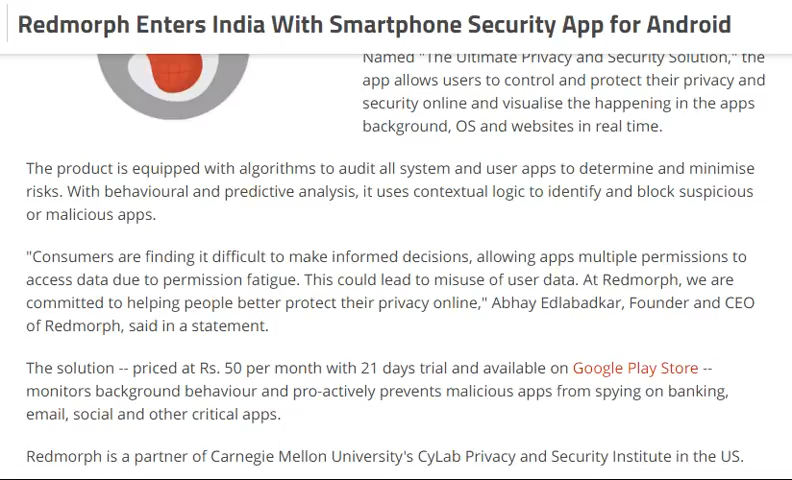 Redmorph Enters India With Smartphone Security App for Android
Named "The Ultimate Privacy and Security Solution," the
app allows users to control and protect their privacy and
security online and visualise the happening in the apps
background, OS and websites in real time.
The product is equipped with algorithms to audit all system and user apps to determine and minimise
risks. With behavioural and predictive analysis, it uses contextual logic to identify and block suspicious
or malicious apps.
"Consumers are finding it difficult to make informed decisions, allowing apps multiple permissions to
access data due to permission fatigue. This could lead to misuse of user data. At Redmorph, we are
committed to helping people better protect their privacy online," Abhay Edlabadkar, Founder and CEO
of Redmorph, said in a statement.
The solution -- priced at Rs. 50 per month with 21 days trial and available on Google Play Store --
monitors background behaviour and pro-actively prevents malicious apps from spying on banking,
email, social and other critical apps.
Redmorph is a partner of Carnegie Mellon University's CyLab Privacy and Security Institute in the US.